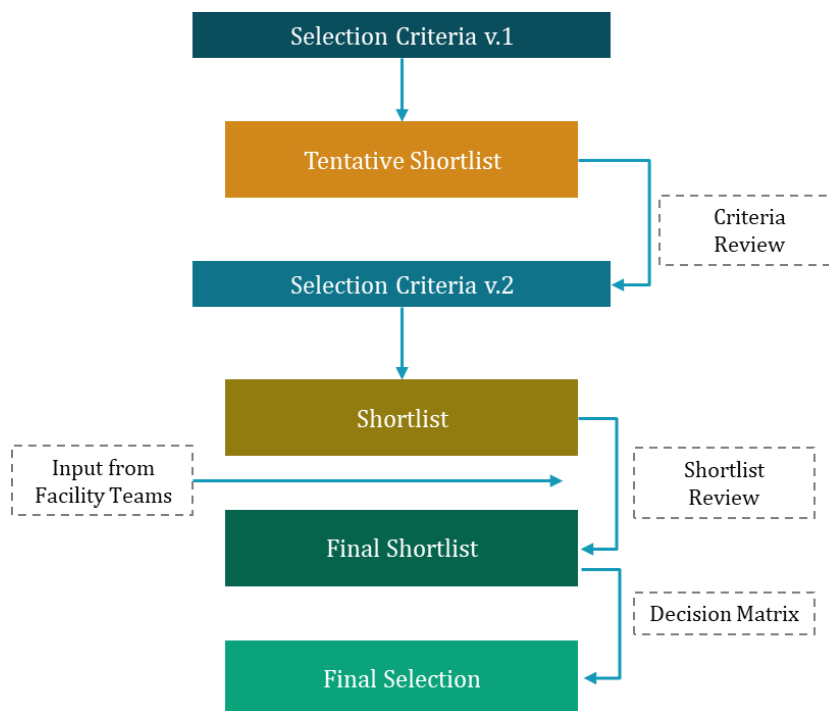 Selection Criteria v.1
Tentative Shortlist
Criteria
Review
Selection Criteria v.2
Shortlist
Input from
Facility Teams
Shortlist
Review
Final Shortlist
Decision Matrix
Final Selection